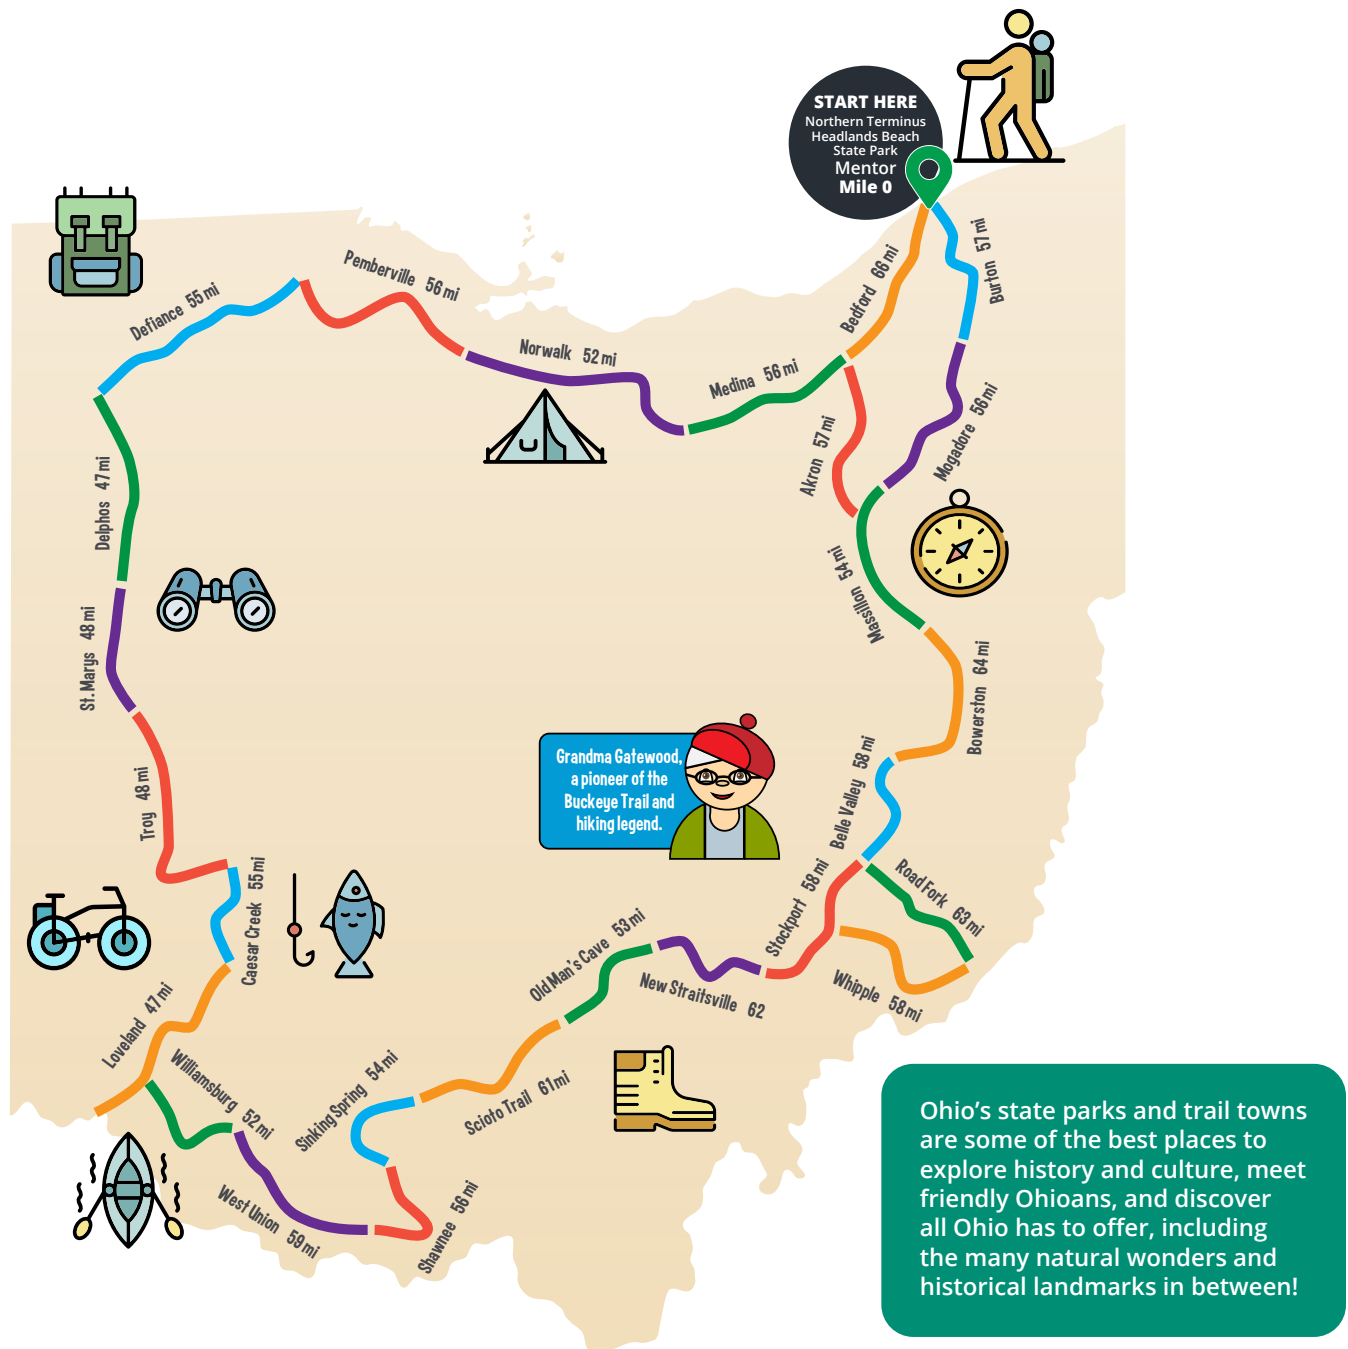 START HERE
Northern Terminus
Headlands Beach
State Park
Mentor
Mile 0
Burton 57 mi
Bedford 66 mi
Pemberville 56 mi
Defiance 55 mi
Norwalk 52 mi
Medina 56 mi
Akron 57 mi
Mogadore 56 mi
Delphos 47 mi
Massillon 54 mi
St. Marys 48 mi
Bowerston 64 mi
Troy 48 mi
Grandma Gatewood,
a pioneer of the
Buckeye Trail and
hiking legend.
Belle Valley 58 mi
Road Fork 63 mi
Stockport 58 mi
Caesar Creek 55 mi
Old Man's Cave 53 mi
New Straitsville 62
Whipple 58 mi
Loveland 47 mi
Williamsburg 52 mi
Sinking Spring 54 mi
Scioto Trail 61 mi
West Union 59 mi
Shawnee 56 mi
Ohio’s state parks and trail towns
are some of the best places to
explore history and culture, meet
friendly Ohioans, and discover
all Ohio has to offer, including
the many natural wonders and
historical landmarks in between!